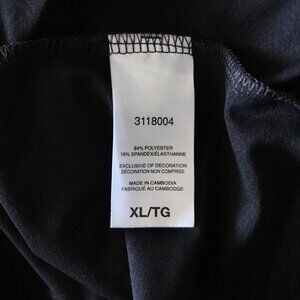 3118004
84% POLYESTER
16% SPANDEX/ÉLASTHANNE
EXCLUSIVE OF DECORATION
DÉCORATION NON COMPRISE
MADE IN CAMBODIA
FABRIQUÉ AU CAMBODGE
XL/TG